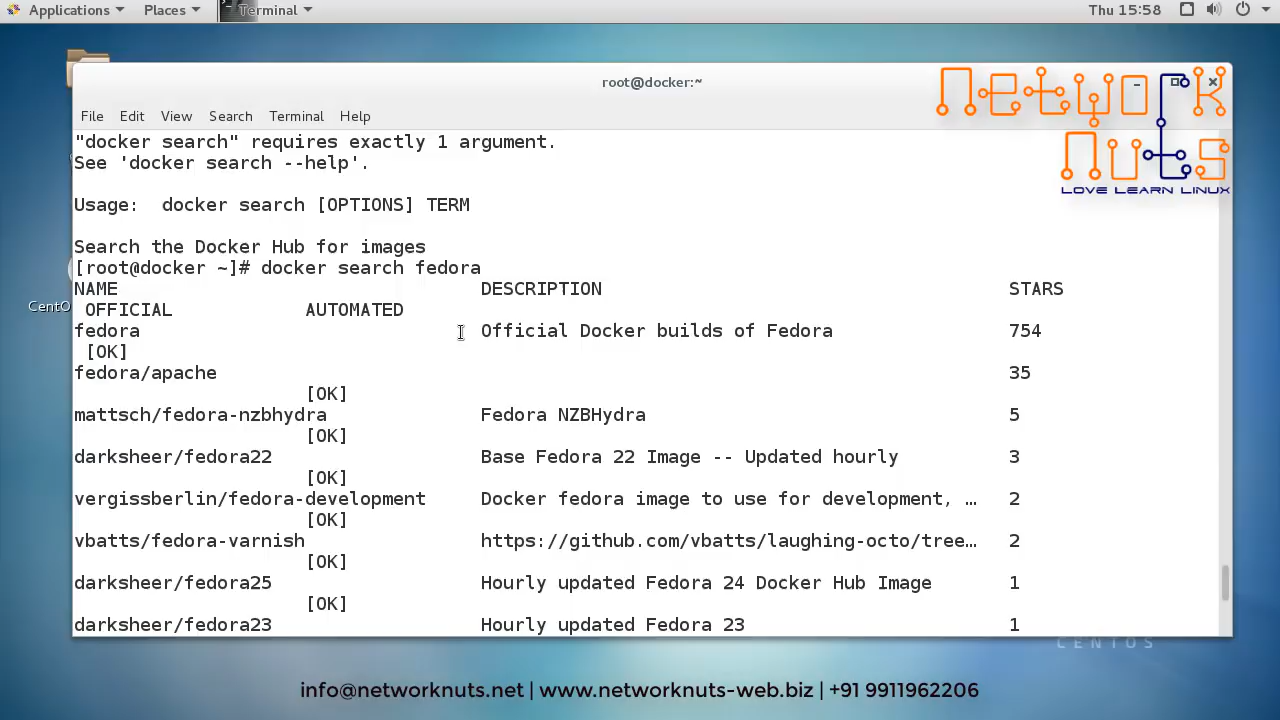 Applications Places Terminal Thu 15:58
root@docker:~
File Edit View Search Terminal Help
NETWORK
NUTS
LOVE LEARN LINUX
"docker search" requires exactly 1 argument.
See 'docker search --help'.
Usage:  docker search [OPTIONS] TERM
Search the Docker Hub for images
[root@docker ~]# docker search fedora
NAME DESCRIPTION STARS
OFFICIAL AUTOMATED
fedora Official Docker builds of Fedora 754
[OK]
fedora/apache 35
[OK]
mattsch/fedora-nzbhydra Fedora NZBHydra 5
[OK]
darksheer/fedora22 Base Fedora 22 Image -- Updated hourly 3
[OK]
vergissberlin/fedora-development Docker fedora image to use for development, … 2
[OK]
vbatts/fedora-varnish https://github.com/vbatts/laughing-octo/tree… 2
[OK]
darksheer/fedora25 Hourly updated Fedora 24 Docker Hub Image 1
[OK]
darksheer/fedora23 Hourly updated Fedora 23 1
CENTOS
info@networknuts.net | www.networknuts-web.biz | +91 9911962206